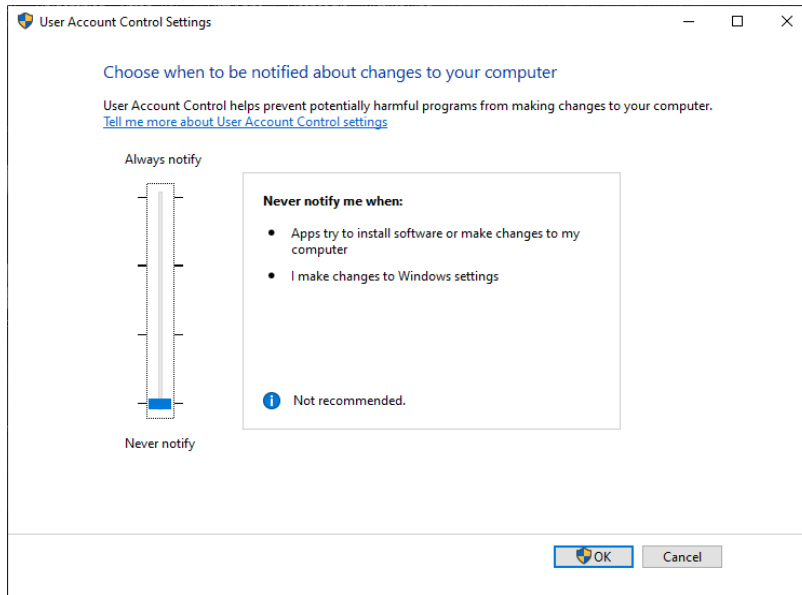 User Account Control Settings
Choose when to be notified about changes to your computer
User Account Control helps prevent potentially harmful programs from making changes to your computer.
Tell me more about User Account Control settings
Always notify
Never notify me when:
Apps try to install software or make changes to my
computer
I make changes to Windows settings
Not recommended.
Never notify
OK
Cancel